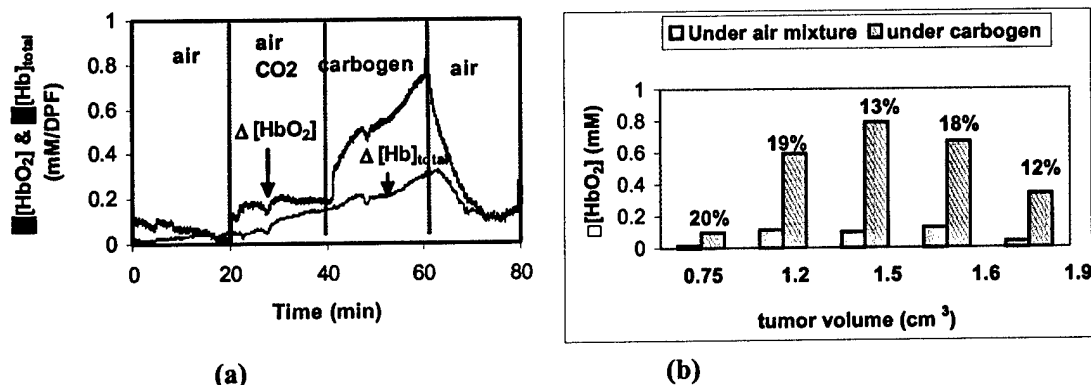 ■[HbO₂] & ■[Hb]total
(mM/DPF)
1
0.8
0.6
0.4
0.2
0
air
air
CO2
carbogen
air
Δ [HbO₂]
Δ [Hb]total
0
20
40
60
80
Time (min)
(a)
Under air mixture
under carbogen
□[HbO₂] (mM)
1
0.8
0.6
0.4
0.2
0
20%
19%
13%
18%
12%
0.75
1.2
1.5
1.6
1.9
tumor volume (cm ³)
(b)